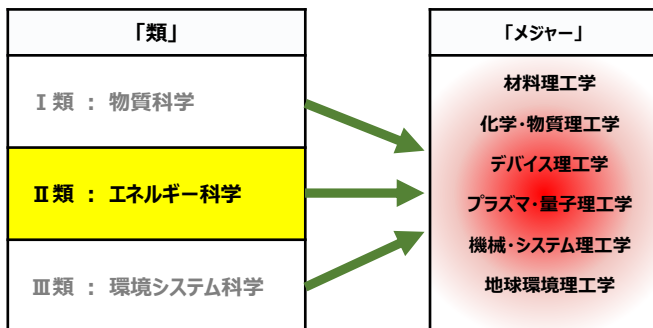 「類」
Ⅰ類 : 物質科学
Ⅱ類 : エネルギー科学
Ⅲ類 : 環境システム科学
「メジャー」
材料理工学
化学・物質理工学
デバイス理工学
プラズマ・量子理工学
機械・システム理工学
地球環境理工学